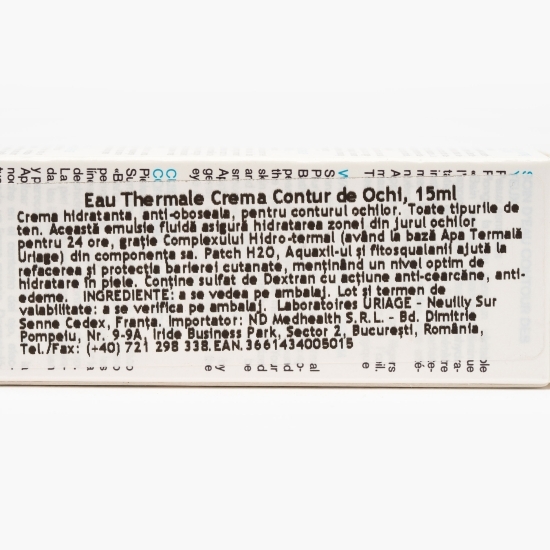 Eau Thermale Crema Contur de Ochi, 15ml
Crema hidratanta, anti-oboseala, pentru conturul ochilor. Toate tipurile de
ten. Această emulsie fluidă asigură hidratarea zonei din jurul ochilor
pentru 24 ore, grație Complexului Hidro-termal (având la bază Apa Termală
Uriage) din componența sa. Patch H2O, Aquaxil-ul și fitosqualanii ajută la
refacerea și protecția barierei cutanate, menținând un nivel optim de
hidratare în piele. Conține sulfat de Dextran cu acțiune anti-cearcăne, anti-
edeme. INGREDIENTE: a se vedea pe ambalaj. Lot și termen de
valabilitate: a se verifica pe ambalaj. Laboratoires URIAGE - Neuilly Sur
Senne Cedex, Franța. Importator: ND Medhealth S.R.L. - Bd. Dimitrie
Pompeiu, Nr. 9-9A, Iride Business Park, Sector 2, București, România,
Tel./Fax: (+40) 721 298 338.EAN.3661434005015